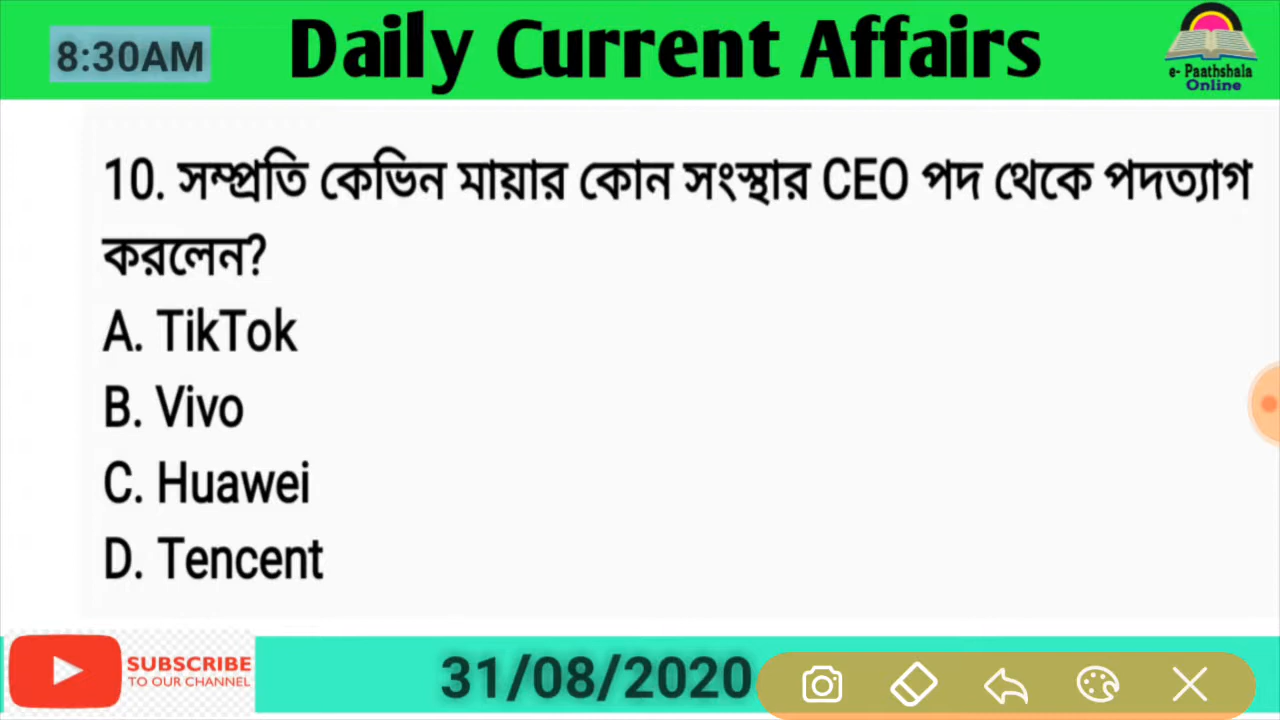 8:30AM
Daily Current Affairs
e- Paathshala
Online
10. সম্প্রতি কেভিন মায়ার কোন সংস্থার CEO পদ থেকে পদত্যাগ
করলেন?
A. TikTok
B. Vivo
C. Huawei
D. Tencent
SUBSCRIBE
TO OUR CHANNEL
31/08/2020